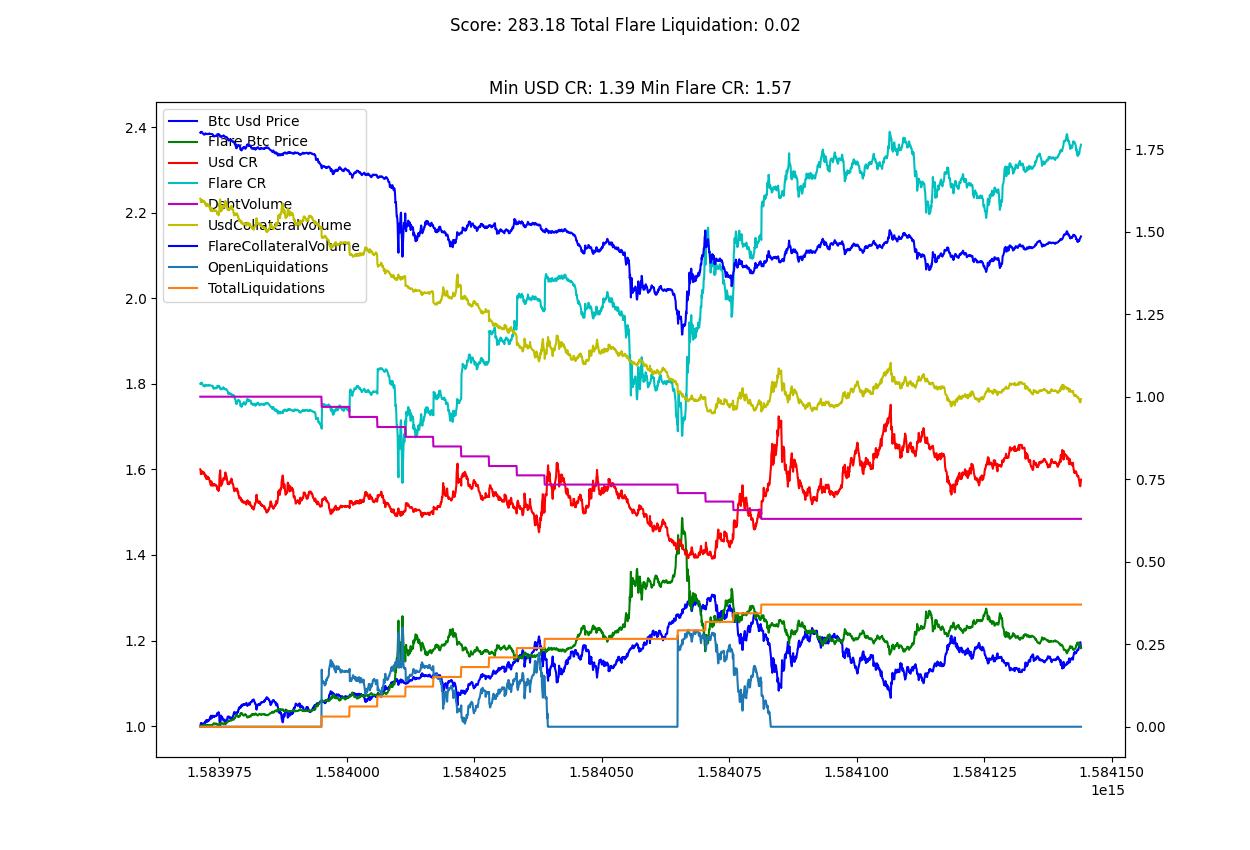 Score: 283.18 Total Flare Liquidation: 0.02
Min USD CR: 1.39 Min Flare CR: 1.57
Btc Usd Price
Flare Btc Price
Usd CR
Flare CR
DebtVolume
UsdCollateralVolume
FlareCollateralVolume
OpenLiquidations
TotalLiquidations
2.4
2.2
2.0
1.8
1.6
1.4
1.2
1.0
1.75
1.50
1.25
1.00
0.75
0.50
0.25
0.00
1.583975 1.584000 1.584025 1.584050 1.584075 1.584100 1.584125 1.584150
1e15